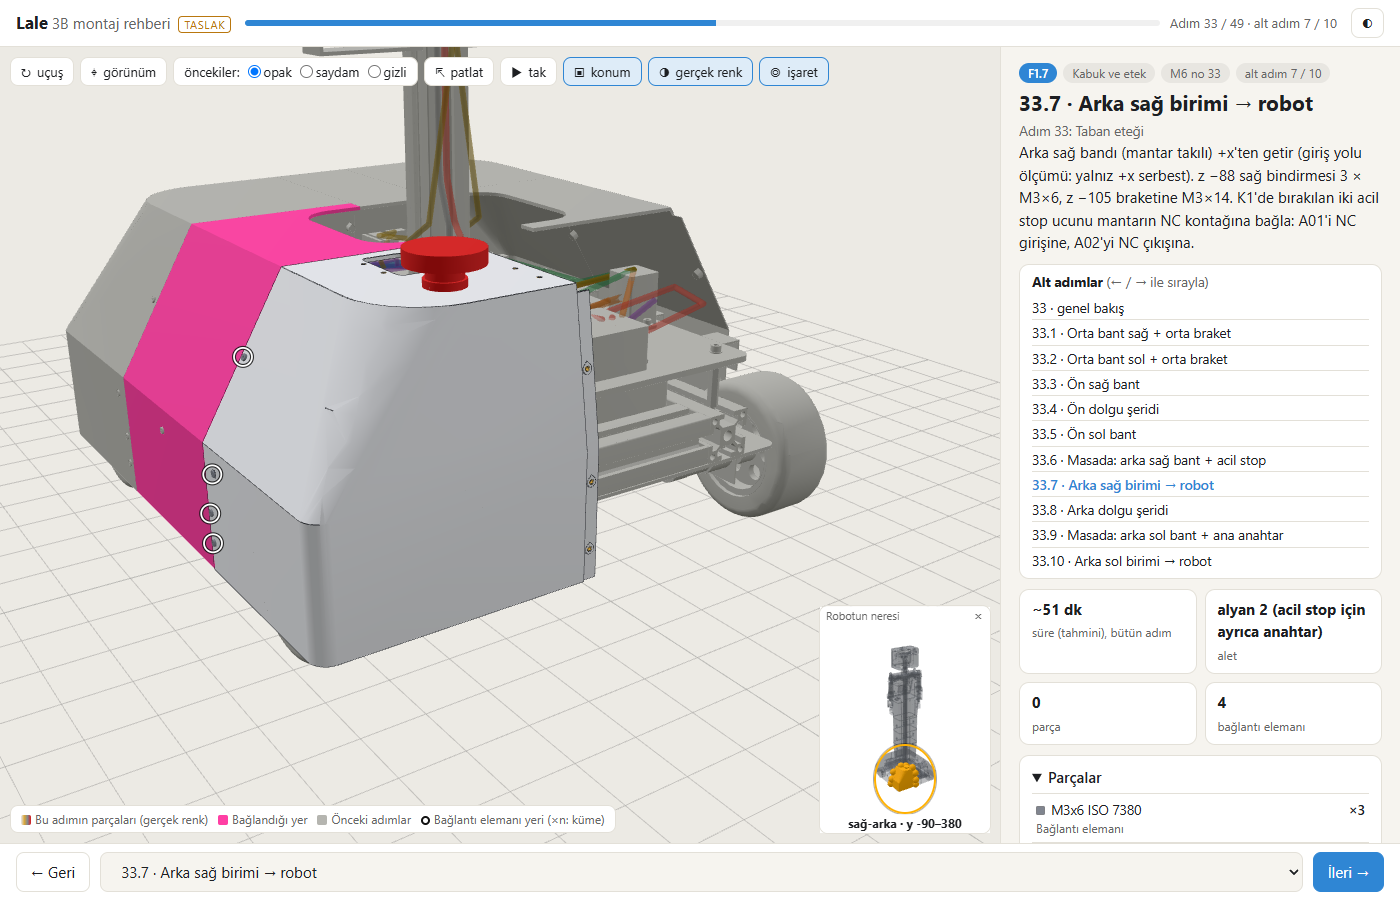 Lale 3B montaj rehberi TASLAK
Adım 33 / 49 · alt adım 7 / 10
↻ uçuş
⌖ görünüm
öncekiler: opak saydam gizli
⇱ patlat
▶ tak
▣ konum
◑ gerçek renk
◎ işaret
F1.7
Kabuk ve etek
M6 no 33
alt adım 7 / 10
33.7 · Arka sağ birimi → robot
Adım 33: Taban eteği
Arka sağ bandı (mantar takılı) +x'ten getir (giriş yolu
ölçümü: yalnız +x serbest). z −88 sağ bindirmesi 3 ×
M3×6, z −105 braketine M3×14. K1'de bırakılan iki acil
stop ucunu mantarın NC kontağına bağla: A01'i NC
girişine, A02'yi NC çıkışına.
Alt adımlar (← / → ile sırayla)
33 · genel bakış
33.1 · Orta bant sağ + orta braket
33.2 · Orta bant sol + orta braket
33.3 · Ön sağ bant
33.4 · Ön dolgu şeridi
33.5 · Ön sol bant
33.6 · Masada: arka sağ bant + acil stop
33.7 · Arka sağ birimi → robot
33.8 · Arka dolgu şeridi
33.9 · Masada: arka sol bant + ana anahtar
33.10 · Arka sol birimi → robot
~51 dk
süre (tahmini), bütün adım
alyan 2 (acil stop için
ayrıca anahtar)
alet
0
parça
4
bağlantı elemanı
▼ Parçalar
M3x6 ISO 7380 ×3
Bağlantı elemanı
Robotun neresi ×
sağ-arka · y -90–380
Bu adımın parçaları (gerçek renk) Bağlandığı yer Önceki adımlar Bağlantı elemanı yeri (×n: küme)
← Geri
33.7 · Arka sağ birimi → robot
İleri →